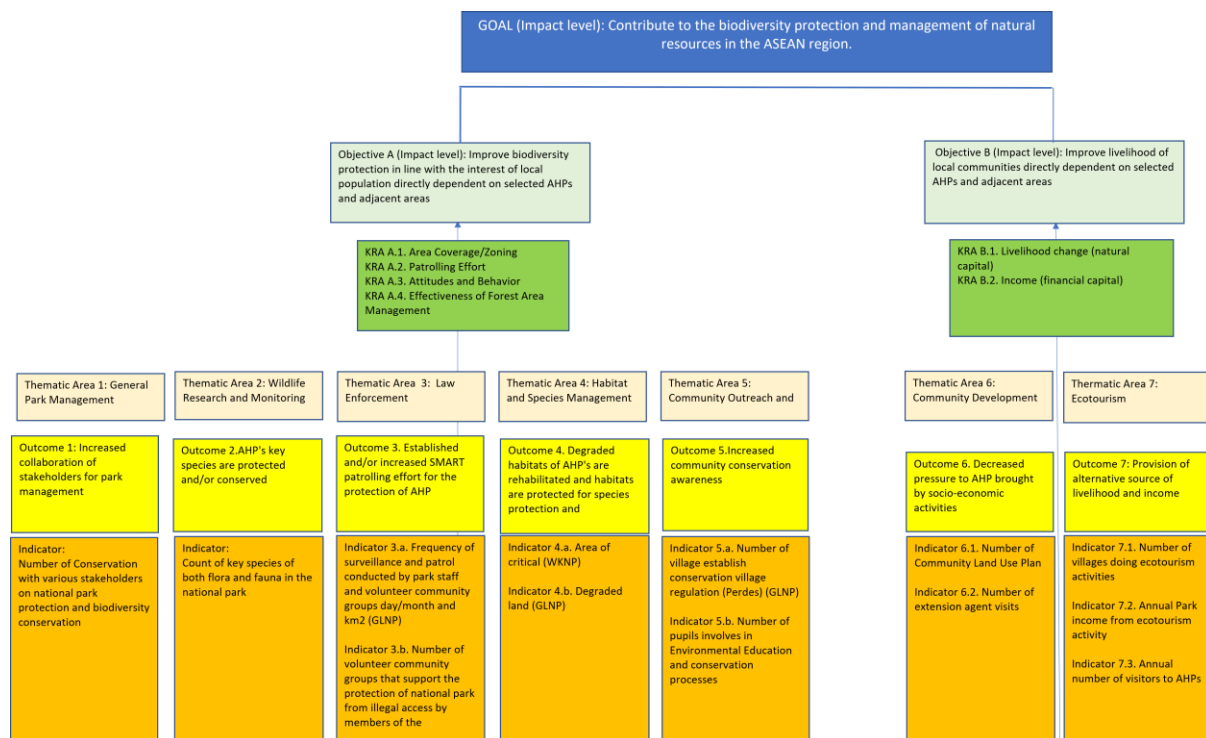 GOAL (Impact level): Contribute to the biodiversity protection and management of natural
resources in the ASEAN region.
Objective A (Impact level): Improve biodiversity
protection in line with the interest of local
population directly dependent on selected AHPs
and adjacent areas
Objective B (Impact level): Improve livelihood of
local communities directly dependent on selected
AHPs and adjacent areas
KRA A.1. Area Coverage/Zoning
KRA A.2. Patrolling Effort
KRA A.3. Attitudes and Behavior
KRA A.4. Effectiveness of Forest Area
Management
KRA B.1. Livelihood change (natural
capital)
KRA B.2. Income (financial capital)
Thematic Area 1: General
Park Management
Thematic Area 2: Wildlife
Research and Monitoring
Thematic Area  3:  Law
Enforcement
Thematic Area 4: Habitat
and Species Management
Thematic Area 5:
Community Outreach and
Thematic Area 6:
Community Development
Thermatic Area 7:
Ecotourism
Outcome 1: Increased
collaboration of
stakeholders for park
management
Outcome 2.AHP's key
species are protected
and/or conserved
Outcome 3. Established
and/or increased SMART
patrolling effort for the
protection of AHP
Outcome 4. Degraded
habitats of AHP's are
rehabilitated and habitats
are protected for species
protection and
Outcome 5.Increased
community conservation
awareness
Outcome 6. Decreased
pressure to AHP brought
by socio-economic
activities
Outcome 7: Provision of
alternative source of
livelihood and income
Indicator:
Number of Conservation
with various stakeholders
on national park
protection and biodiversity
conservation
Indicator:
Count of key species of
both flora and fauna in the
national park
Indicator 3.a. Frequency of
surveillance and patrol
conducted by park staff
and volunteer community
groups day/month and
km2 (GLNP)
Indicator 3.b. Number of
volunteer community
groups that support the
protection of national park
from illegal access by
members of the
Indicator 4.a. Area of
critical (WKNP)
Indicator 4.b. Degraded
land (GLNP)
Indicator 5.a. Number of
village establish
conservation village
regulation (Perdes) (GLNP)
Indicator 5.b. Number of
pupils involves in
Environmental Education
and conservation
processes
Indicator 6.1. Number of
Community Land Use Plan
Indicator 6.2. Number of
extension agent visits
Indicator 7.1. Number of
villages doing ecotourism
activities
Indicator 7.2. Annual Park
income from ecotourism
activity
Indicator 7.3. Annual
number of visitors to AHPs